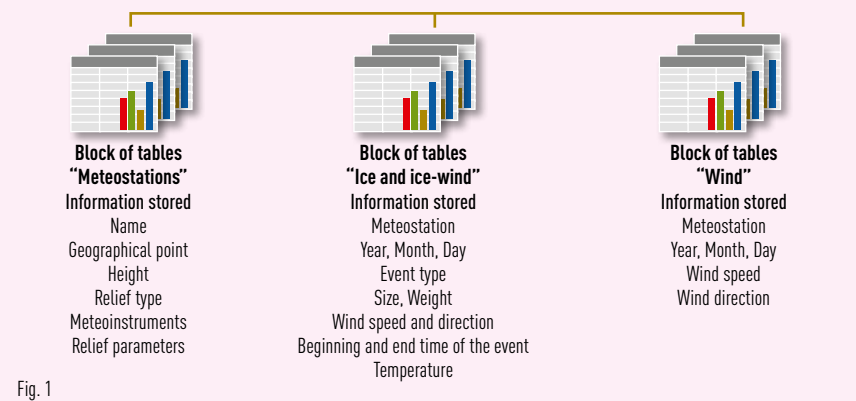 Block of tables
“Meteostations”
Information stored
Name
Geographical point
Height
Relief type
Meteoinstruments
Relief parameters
Block of tables
“Ice and ice-wind”
Information stored
Meteostation
Year, Month, Day
Event type
Size, Weight
Wind speed and direction
Beginning and end time of the event
Temperature
Block of tables
“Wind”
Information stored
Meteostation
Year, Month, Day
Wind speed
Wind direction
Fig. 1